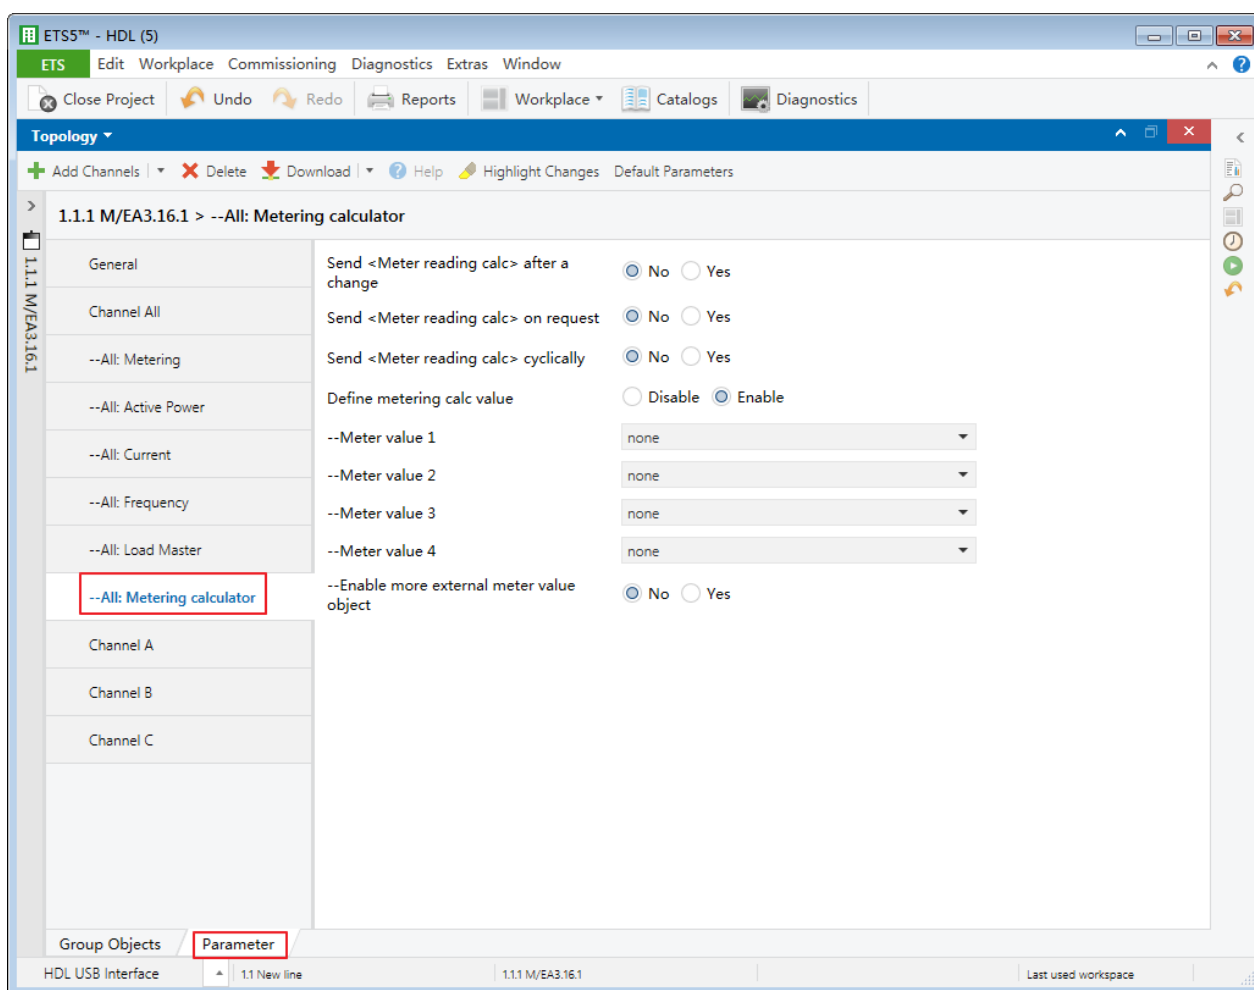 ETS5™ - HDL (5)
ETS Edit Workplace Commissioning Diagnostics Extras Window
Close Project Undo Redo Reports Workplace Catalogs Diagnostics
Topology
Add Channels Delete Download Help Highlight Changes Default Parameters
1.1.1 M/EA3.16.1 > --All: Metering calculator
1.1.1 M/EA3.16.1
General
Channel All
--All: Metering
--All: Active Power
--All: Current
--All: Frequency
--All: Load Master
--All: Metering calculator
Channel A
Channel B
Channel C
Send <Meter reading calc> after a
change
No Yes
Send <Meter reading calc> on request No Yes
Send <Meter reading calc> cyclically No Yes
Define metering calc value Disable Enable
--Meter value 1 none
--Meter value 2 none
--Meter value 3 none
--Meter value 4 none
--Enable more external meter value
object
No Yes
Group Objects Parameter
HDL USB Interface 1.1 New line 1.1.1 M/EA3.16.1 Last used workspace